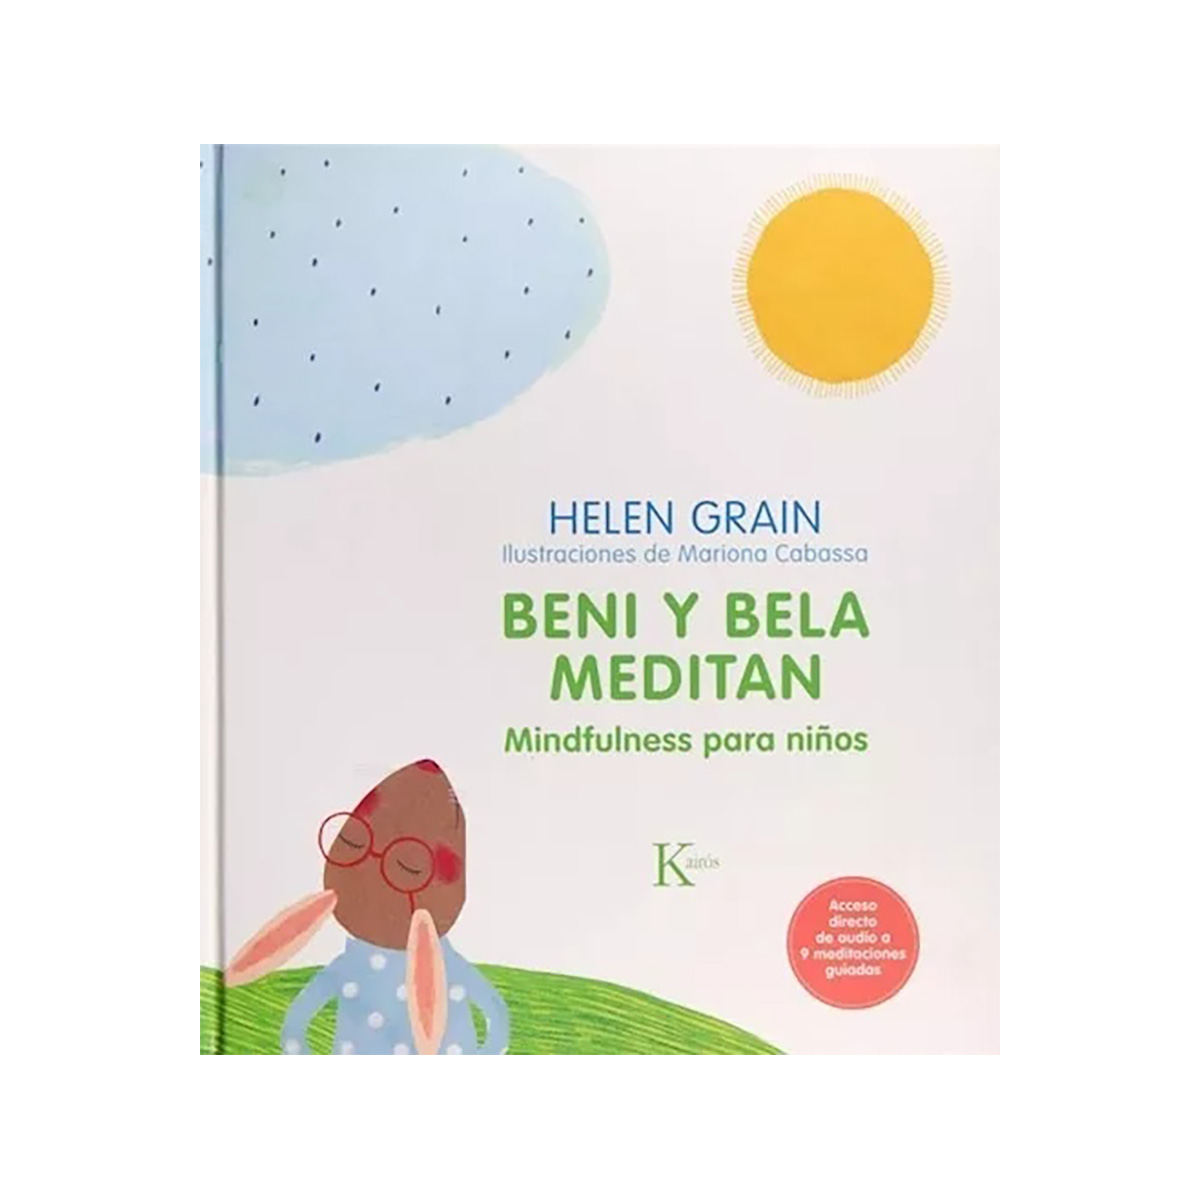 HELEN GRAIN
Ilustraciones de Mariona Cabassa
BENI Y BELA
MEDITAN
Mindfulness para niños
Kairós
Acceso
directo
de audio a
9 meditaciones
guiadas